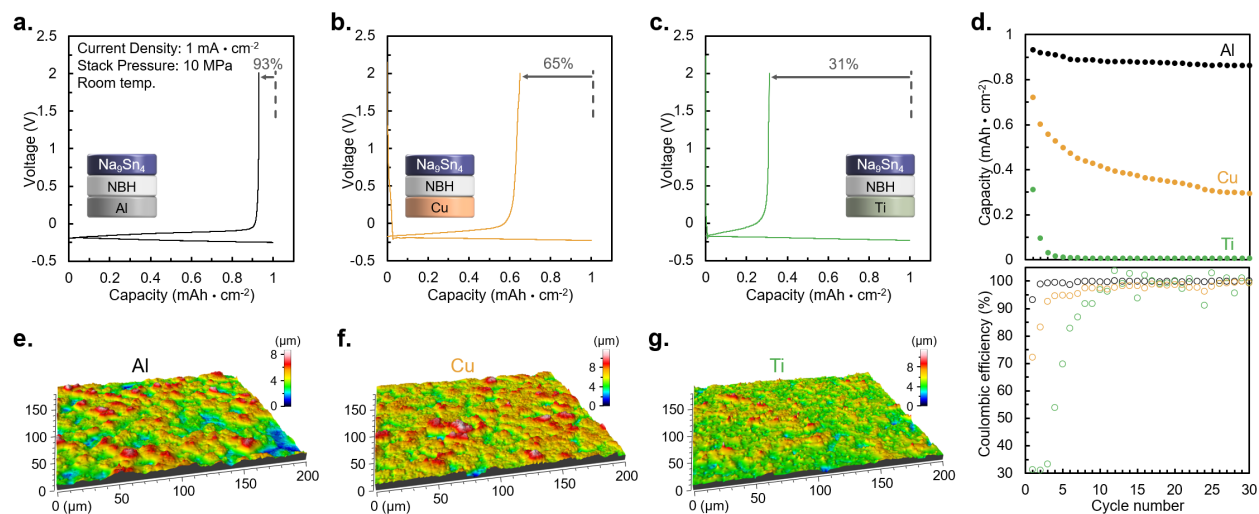 a.
Current Density: 1 mA • cm-2
Stack Pressure: 10 MPa
Room temp.
93%
2.5
2
1.5
1
0.5
0
-0.5
Voltage (V)
Na9Sn4
NBH
Al
0 0.2 0.4 0.6 0.8 1
Capacity (mAh • cm-2)
b.
65%
2.5
2
1.5
1
0.5
0
-0.5
Voltage (V)
Na9Sn4
NBH
Cu
0 0.2 0.4 0.6 0.8 1
Capacity (mAh • cm-2)
c.
31%
2.5
2
1.5
1
0.5
0
-0.5
Voltage (V)
Na9Sn4
NBH
Ti
0 0.2 0.4 0.6 0.8 1
Capacity (mAh • cm-2)
d.
1
0.8
0.6
0.4
0.2
0
Capacity (mAh • cm-2)
Al
Cu
Ti
100
90
80
70
60
50
40
30
Coulombic efficiency (%)
0 5 10 15 20 25 30
Cycle number
e.
Al
(μm)
8
4
0
150
100
50
0
0 (μm) 50 100 150 200
f.
Cu
(μm)
8
4
0
150
100
50
0
0 (μm) 50 100 150 200
g.
Ti
(μm)
8
4
0
150
100
50
0
0 (μm) 50 100 150 200